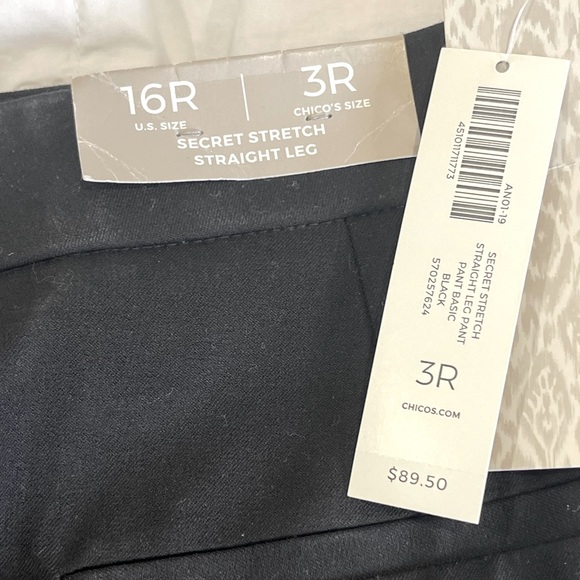 16R
U.S. SIZE
3R
CHICO'S SIZE
SECRET STRETCH
STRAIGHT LEG
451011711773
AN01-19
SECRET STRETCH
STRAIGHT LEG PANT
PANT BASIC
BLACK
570257624
3R
CHICOS.COM
$89.50